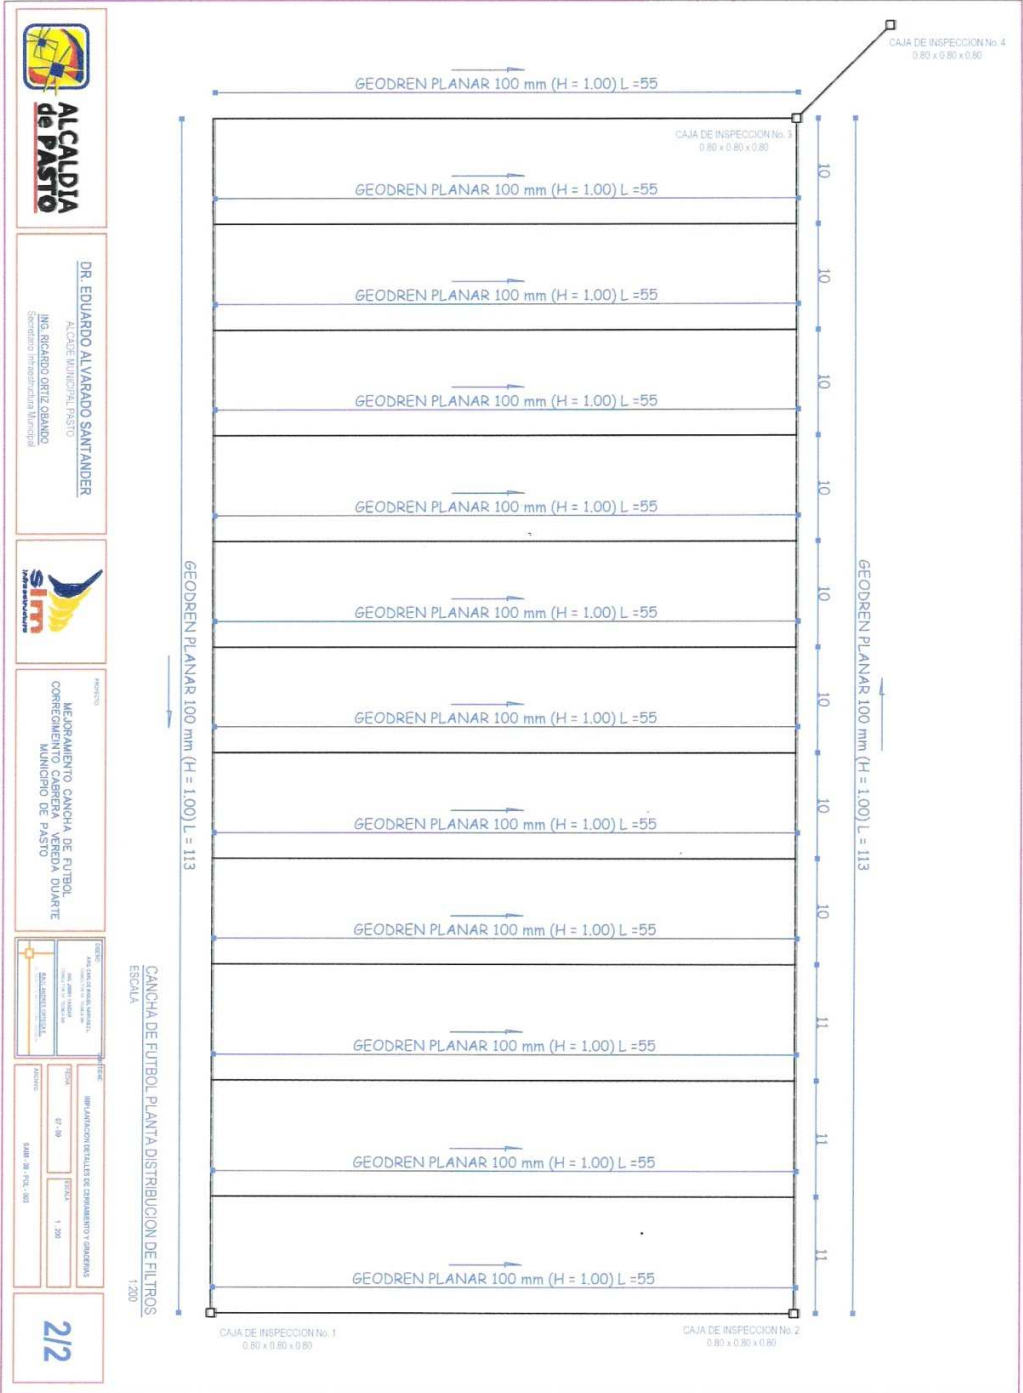 CAJA DE INSPECCION No. 4
0.80 x 0.80 x 0.80
GEODREN PLANAR 100 mm (H = 1.00) L =55
CAJA DE INSPECCION No. 3
0.80 x 0.80 x 0.80
10
GEODREN PLANAR 100 mm (H = 1.00) L =55
10
GEODREN PLANAR 100 mm (H = 1.00) L =55
10
GEODREN PLANAR 100 mm (H = 1.00) L =55
10
GEODREN PLANAR 100 mm (H = 1.00) L =55
10
GEODREN PLANAR 100 mm (H = 1.00) L =55
10
GEODREN PLANAR 100 mm (H = 1.00) L =55
10
GEODREN PLANAR 100 mm (H = 1.00) L =55
10
GEODREN PLANAR 100 mm (H = 1.00) L =55
11
GEODREN PLANAR 100 mm (H = 1.00) L =55
11
GEODREN PLANAR 100 mm (H = 1.00) L =55
11
GEODREN PLANAR 100 mm (H = 1.00) L =55
GEODREN PLANAR 100 mm (H = 1.00) L = 113
GEODREN PLANAR 100 mm (H = 1.00) L = 113
CAJA DE INSPECCION No. 1
0.80 x 0.80 x 0.80
CAJA DE INSPECCION No. 2
0.80 x 0.80 x 0.80
CANCHA DE FUTBOL PLANTA DISTRIBUCION DE FILTROS
ESCALA 1:200
ALCALDIA
de PASTO
DR. EDUARDO ALVARADO SANTANDER
ALCADE MUNICIPAL PASTO
ING. RICARDO ORTIZ OBANDO
Secretario Infraestructura Municipal
sim
infraestructura
PROYECTO
MEJORAMIENTO CANCHA DE FUTBOL
CORREGIMEINTO CABRERA VEREDA DUARTE
MUNICIPIO DE PASTO
IMPLANTACION DETALLES DE CERRAMIENTO Y GRADERIAS
FECHA
07 - 09
ESCALA
1 : 200
ARCHIVO
2/2